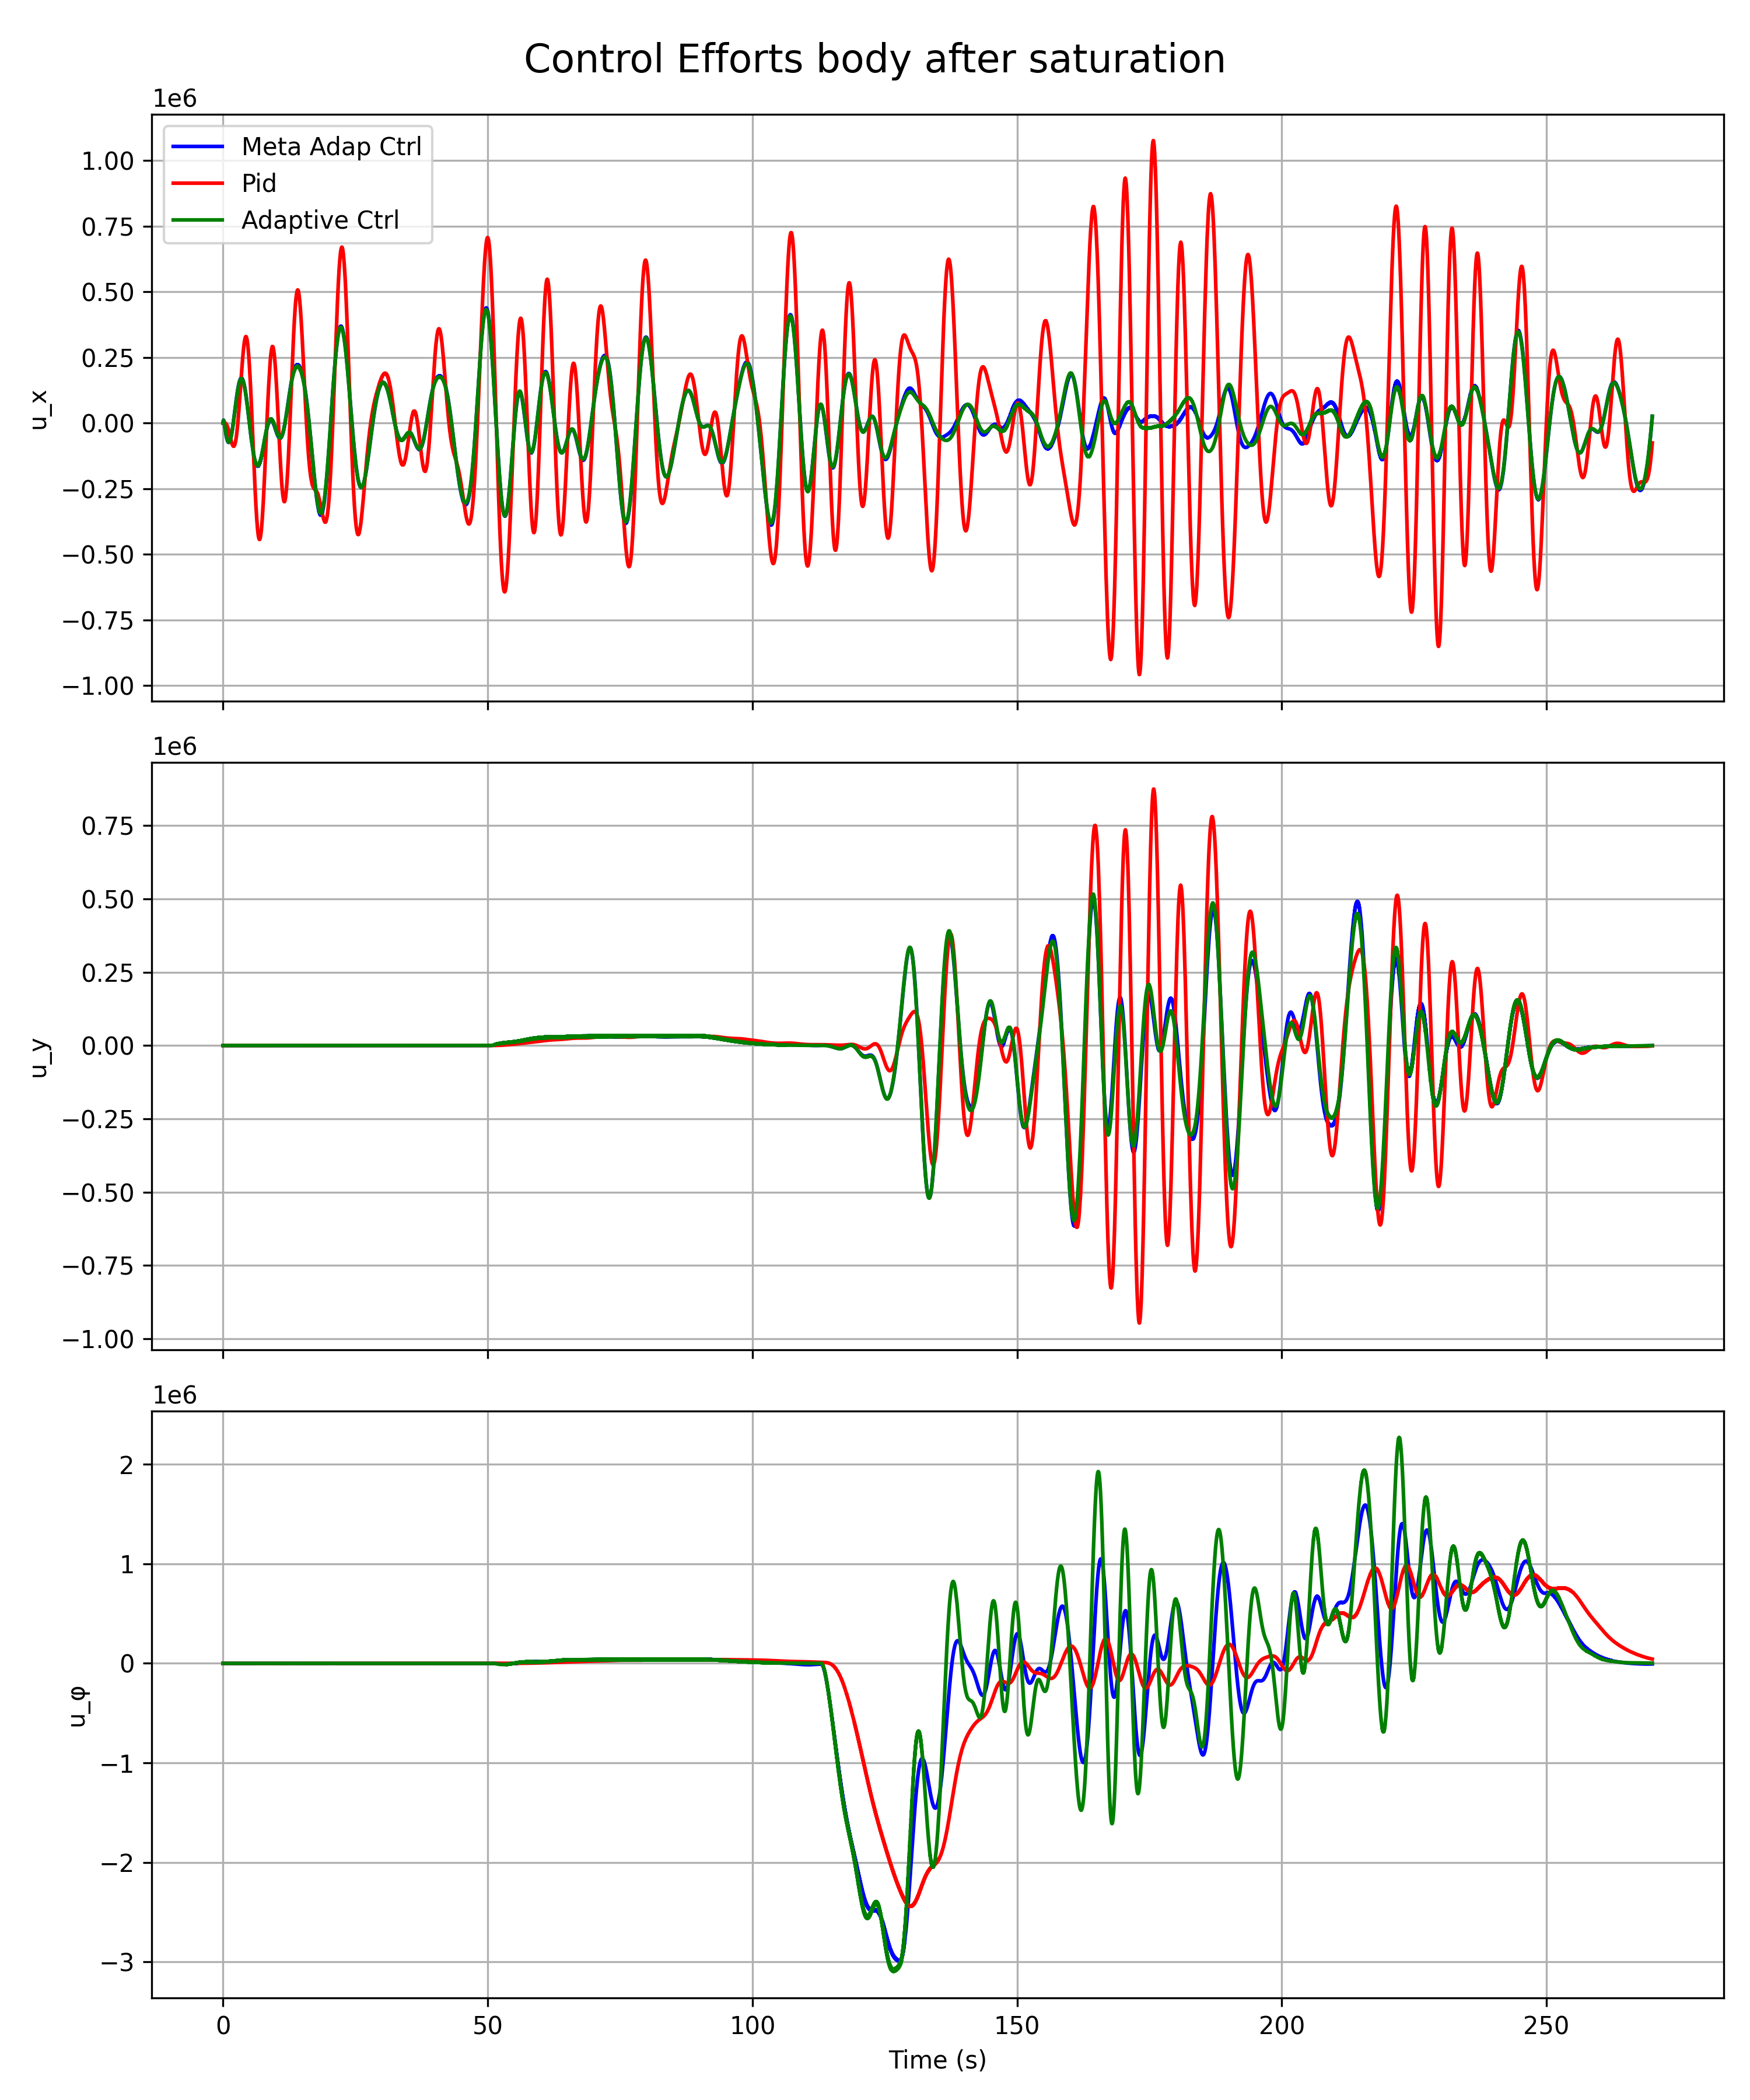 Control Efforts body after saturation
1e6
Meta Adap Ctrl
Pid
Adaptive Ctrl
1.00
0.75
0.50
0.25
0.00
−0.25
−0.50
−0.75
−1.00
u_x
1e6
0.75
0.50
0.25
0.00
−0.25
−0.50
−0.75
−1.00
u_y
1e6
2
1
0
−1
−2
−3
u_φ
0 50 100 150 200 250
Time (s)